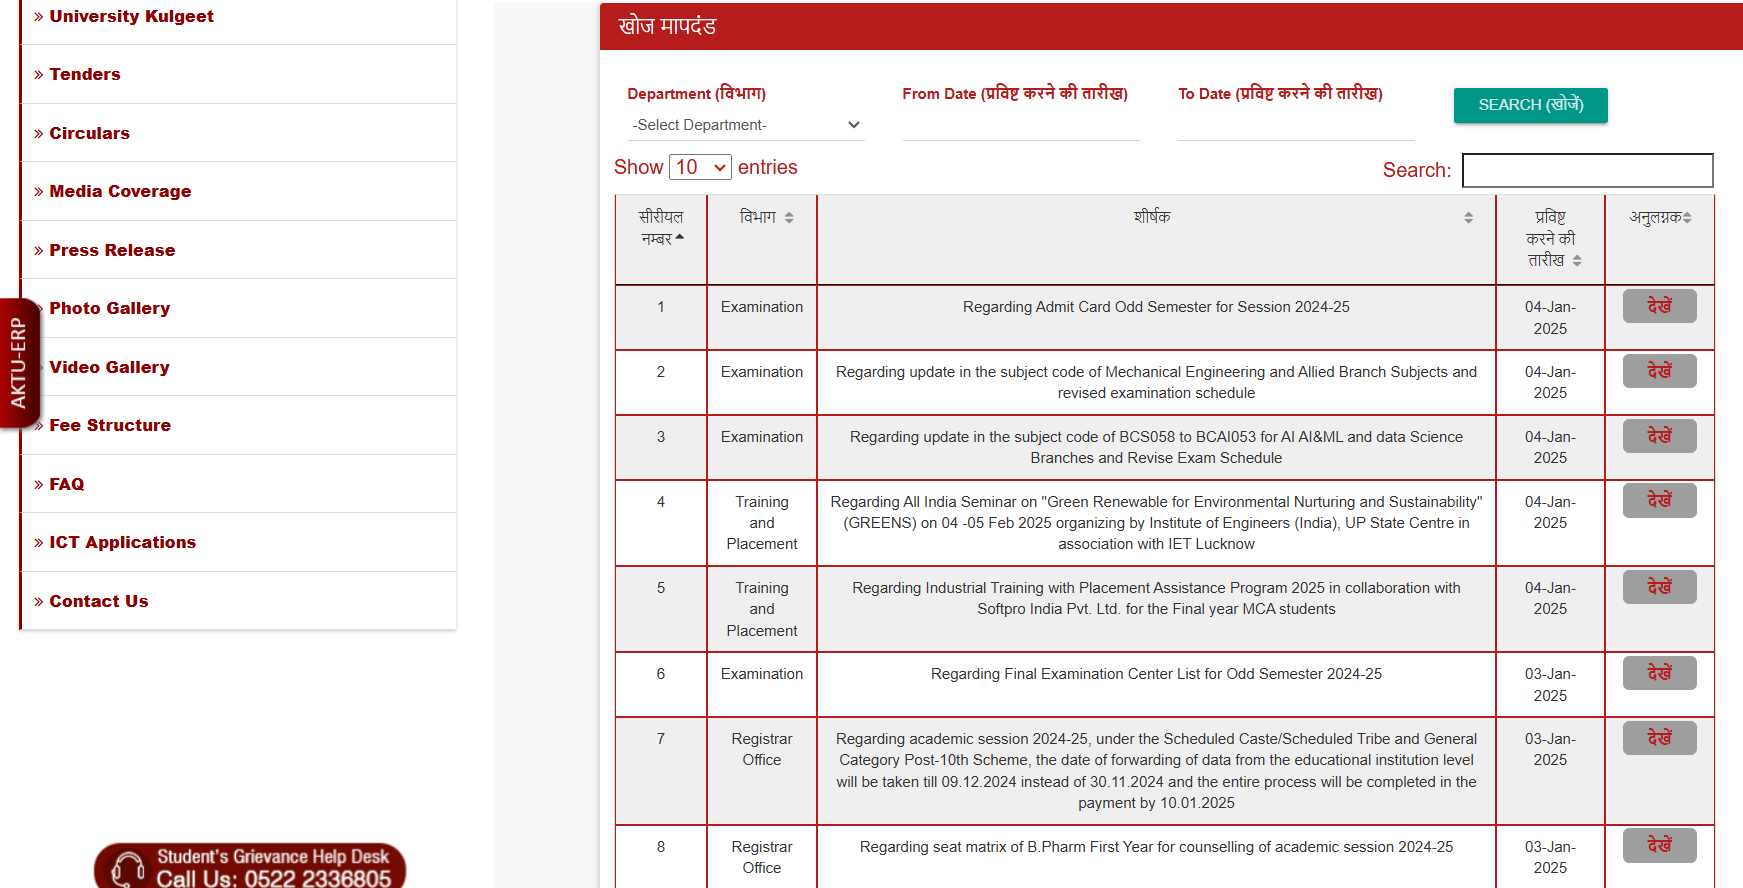 » University Kulgeet
» Tenders
» Circulars
» Media Coverage
» Press Release
» Photo Gallery
» Video Gallery
» Fee Structure
» FAQ
» ICT Applications
» Contact Us
AKTU-ERP
Student's Grievance Help Desk
Call Us: 0522 2336805
खोज मापदंड
Department (विभाग)
-Select Department-
From Date (प्रविष्ट करने की तारीख)
To Date (प्रविष्ट करने की तारीख)
SEARCH (खोजें)
Show 10 entries
Search:
सीरीयल
नम्बर
विभाग
शीर्षक
प्रविष्ट
करने की
तारीख
अनुलग्नक
1 Examination Regarding Admit Card Odd Semester for Session 2024-25 04-Jan- देखें
2025
2 Examination Regarding update in the subject code of Mechanical Engineering and Allied Branch Subjects and 04-Jan- देखें
revised examination schedule 2025
3 Examination Regarding update in the subject code of BCS058 to BCAI053 for AI AI&ML and data Science 04-Jan- देखें
Branches and Revise Exam Schedule 2025
4 Training Regarding All India Seminar on "Green Renewable for Environmental Nurturing and Sustainability" 04-Jan- देखें
and (GREENS) on 04 -05 Feb 2025 organizing by Institute of Engineers (India), UP State Centre in 2025
Placement association with IET Lucknow
5 Training Regarding Industrial Training with Placement Assistance Program 2025 in collaboration with 04-Jan- देखें
and Softpro India Pvt. Ltd. for the Final year MCA students 2025
Placement
6 Examination Regarding Final Examination Center List for Odd Semester 2024-25 03-Jan- देखें
2025
7 Registrar Regarding academic session 2024-25, under the Scheduled Caste/Scheduled Tribe and General 03-Jan- देखें
Office Category Post-10th Scheme, the date of forwarding of data from the educational institution level 2025
will be taken till 09.12.2024 instead of 30.11.2024 and the entire process will be completed in the
payment by 10.01.2025
8 Registrar Regarding seat matrix of B.Pharm First Year for counselling of academic session 2024-25 03-Jan- देखें
Office 2025